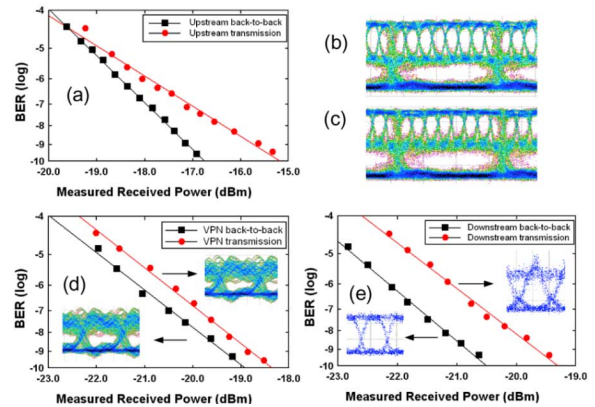 -4
-5
-6
-7
-8
-9
-10
BER (log)
Upstream back-to-back
Upstream transmission
(a)
-20.0 -19.0 -18.0 -17.0 -16.0 -15.0
Measured Received Power (dBm)
(b)
(c)
-4
-5
-6
-7
-8
-9
-10
BER (log)
VPN back-to-back
VPN transmission
(d)
-23.0 -22.0 -21.0 -20.0 -19.0 -18.0
Measured Received Power (dBm)
-4
-5
-6
-7
-8
-9
-10
BER (log)
Downstream back-to-back
Downstream transmission
(e)
-23.0 -22.0 -21.0 -20.0 -19.0
Measured Received Power (dBm)